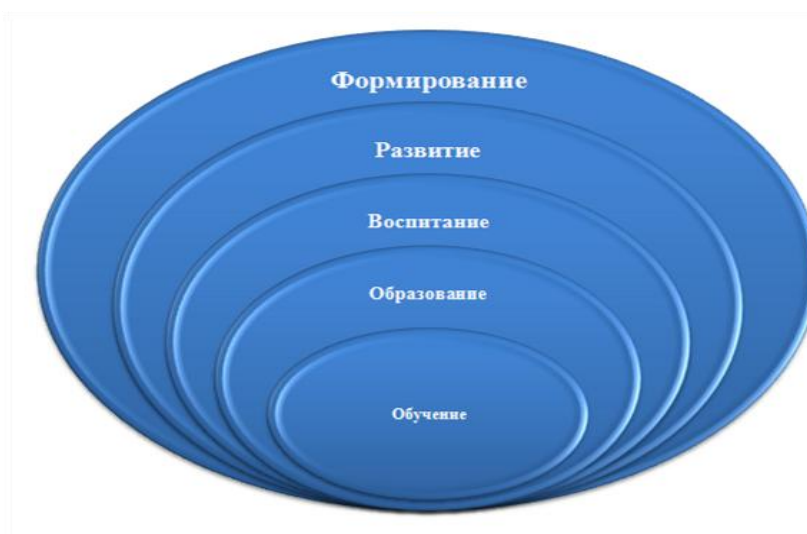 Формирование
Развитие
Воспитание
Образование
Обучение